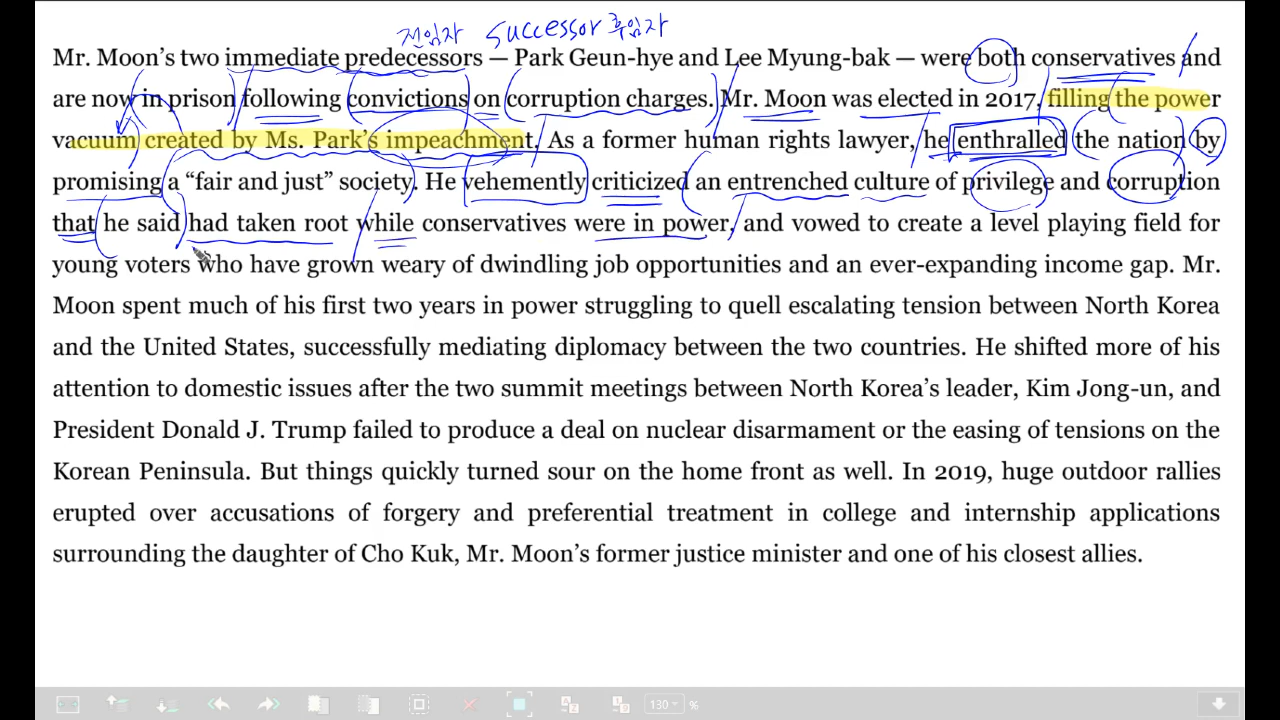 전임자 successor 후임자
Mr. Moon’s two immediate predecessors — Park Geun-hye and Lee Myung-bak — were both conservatives and
are now in prison following convictions on corruption charges. Mr. Moon was elected in 2017, filling the power
vacuum created by Ms. Park’s impeachment. As a former human rights lawyer, he enthralled the nation by
promising a “fair and just” society. He vehemently criticized an entrenched culture of privilege and corruption
that he said had taken root while conservatives were in power, and vowed to create a level playing field for
young voters who have grown weary of dwindling job opportunities and an ever-expanding income gap. Mr.
Moon spent much of his first two years in power struggling to quell escalating tension between North Korea
and the United States, successfully mediating diplomacy between the two countries. He shifted more of his
attention to domestic issues after the two summit meetings between North Korea’s leader, Kim Jong-un, and
President Donald J. Trump failed to produce a deal on nuclear disarmament or the easing of tensions on the
Korean Peninsula. But things quickly turned sour on the home front as well. In 2019, huge outdoor rallies
erupted over accusations of forgery and preferential treatment in college and internship applications
surrounding the daughter of Cho Kuk, Mr. Moon’s former justice minister and one of his closest allies.
130 %